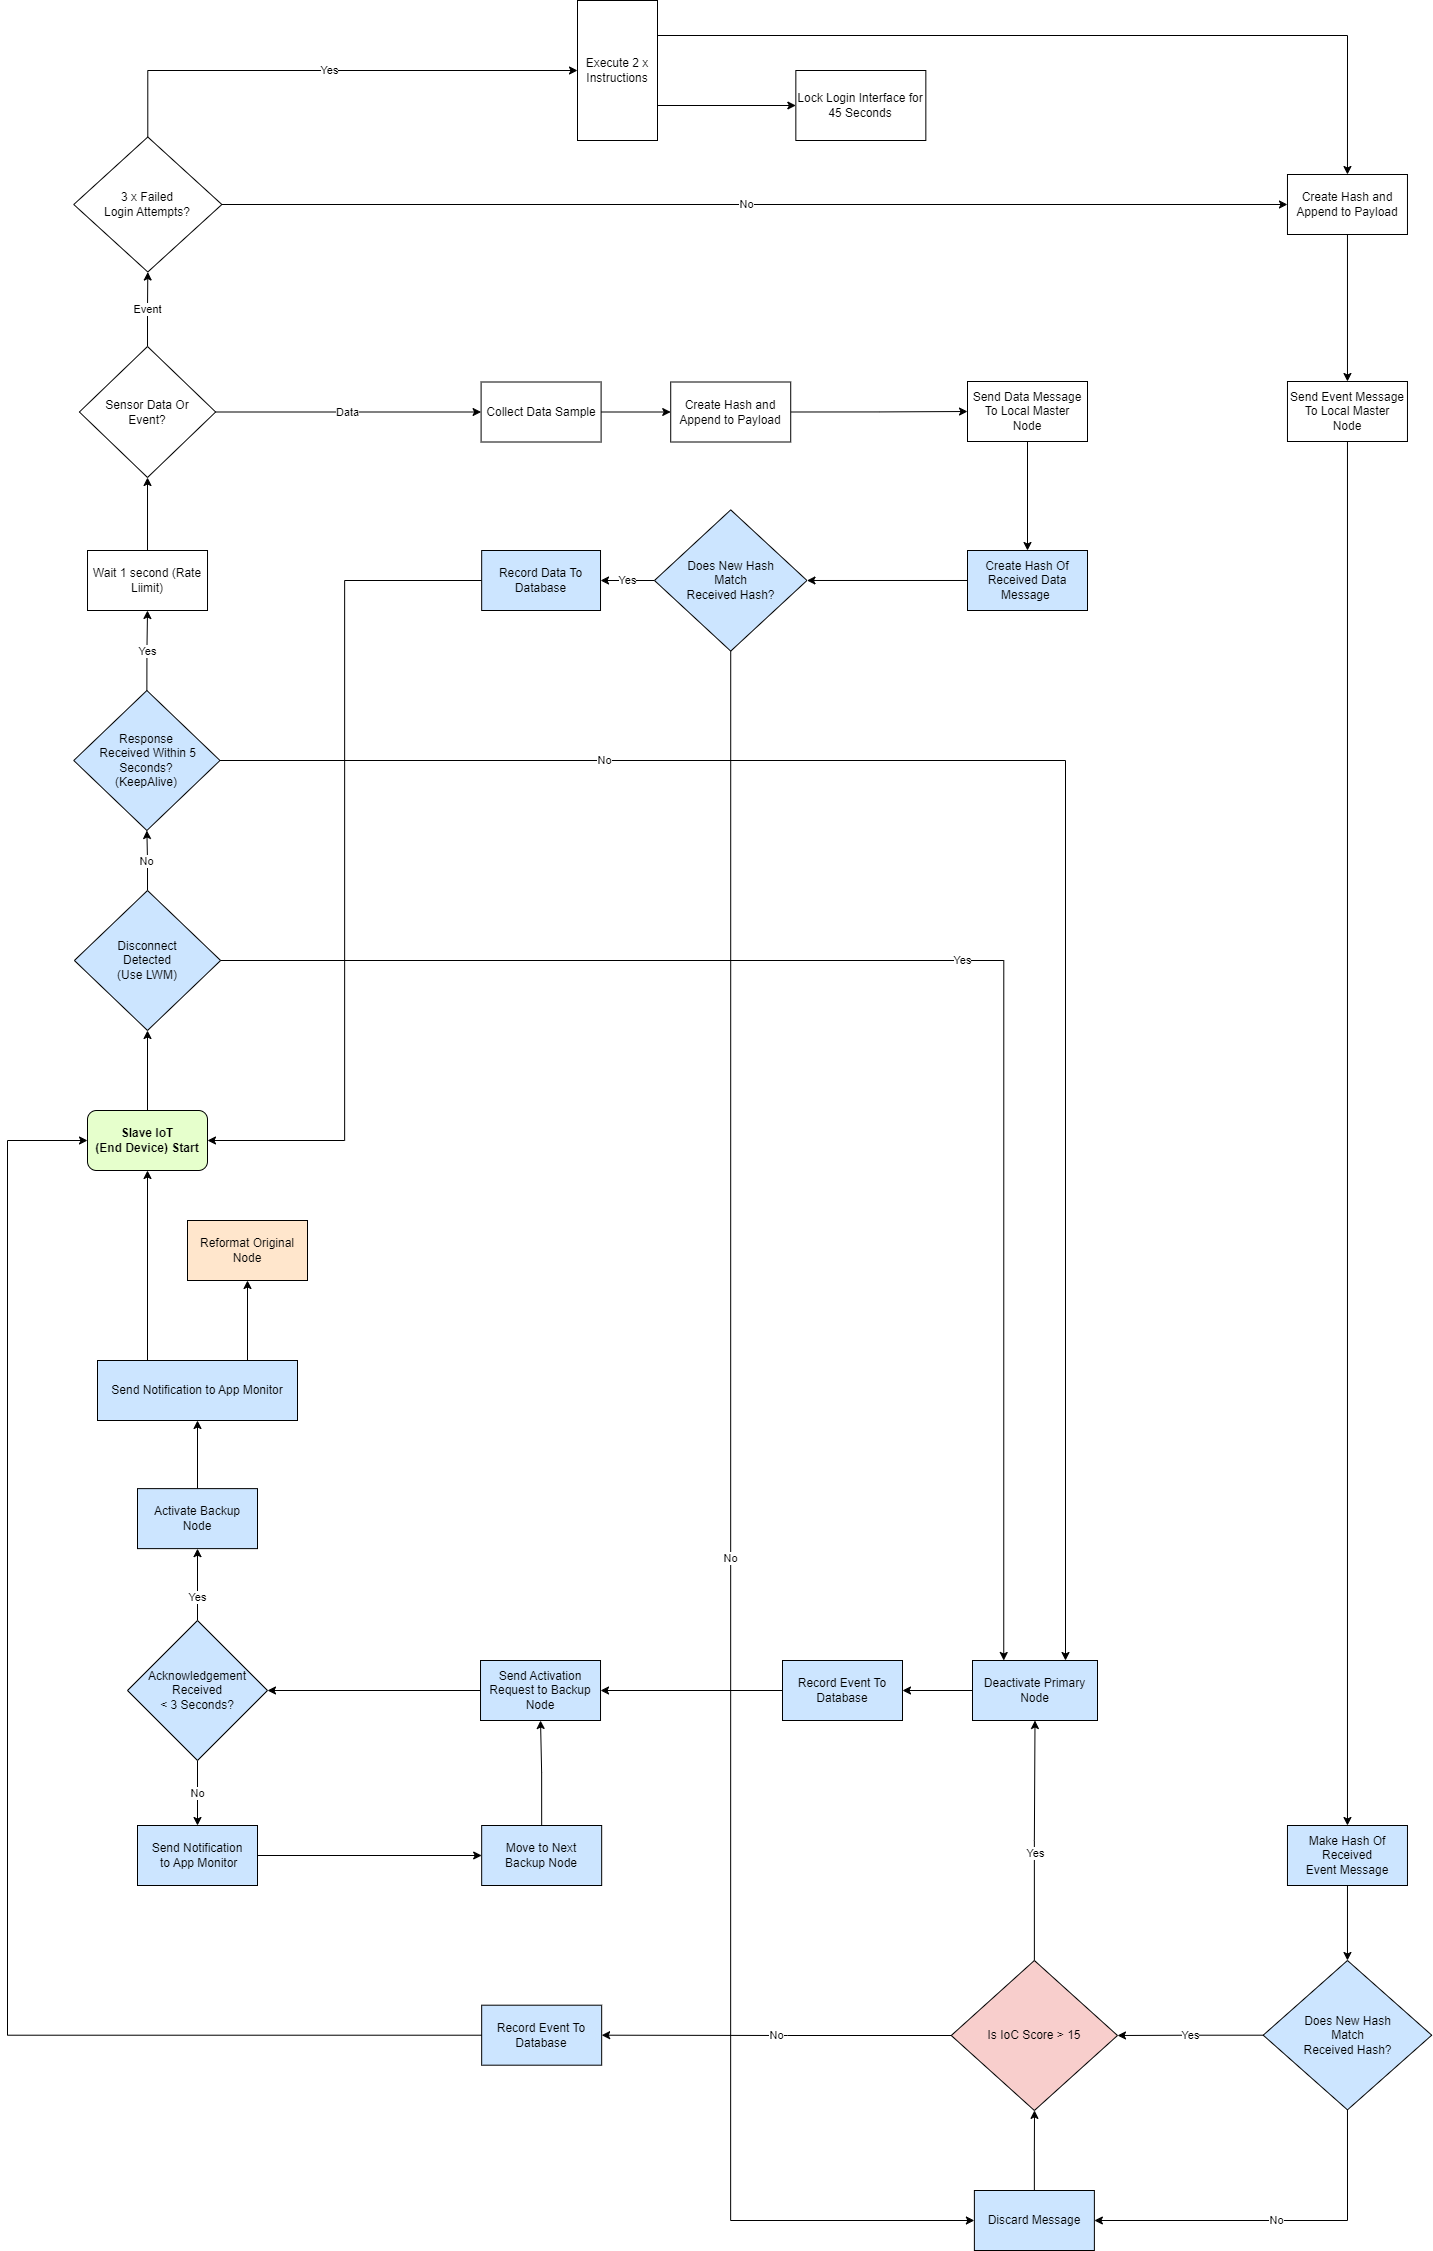 Execute 2 x
Instructions
Yes
Lock Login Interface for
45 Seconds
3 x Failed
Login Attempts?
No
Create Hash and
Append to Payload
Event
Sensor Data Or
Event?
Data
Collect Data Sample
Create Hash and
Append to Payload
Send Data Message
To Local Master
Node
Send Event Message
To Local Master
Node
Wait 1 second (Rate
Liimit)
Record Data To
Database
Yes
Does New Hash
Match
Received Hash?
Create Hash Of
Received Data
Message
Yes
Response
Received Within 5
Seconds?
(KeepAlive)
No
No
Disconnect
Detected
(Use LWM)
Yes
Slave IoT
(End Device) Start
Reformat Original
Node
Send Notification to App Monitor
Activate Backup
Node
No
Yes
Acknowledgement
Received
< 3 Seconds?
Send Activation
Request to Backup
Node
Record Event To
Database
Deactivate Primary
Node
No
Send Notification
to App Monitor
Move to Next
Backup Node
Yes
Make Hash Of
Received
Event Message
Record Event To
Database
No
Is IoC Score > 15
Yes
Does New Hash
Match
Received Hash?
Discard Message
No